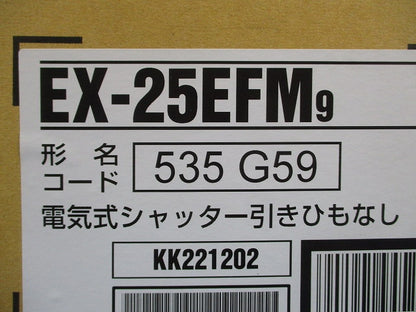 EX-25EFM9
形 名
コード 535 G59
電気式シャッター引きひもなし
KK221202